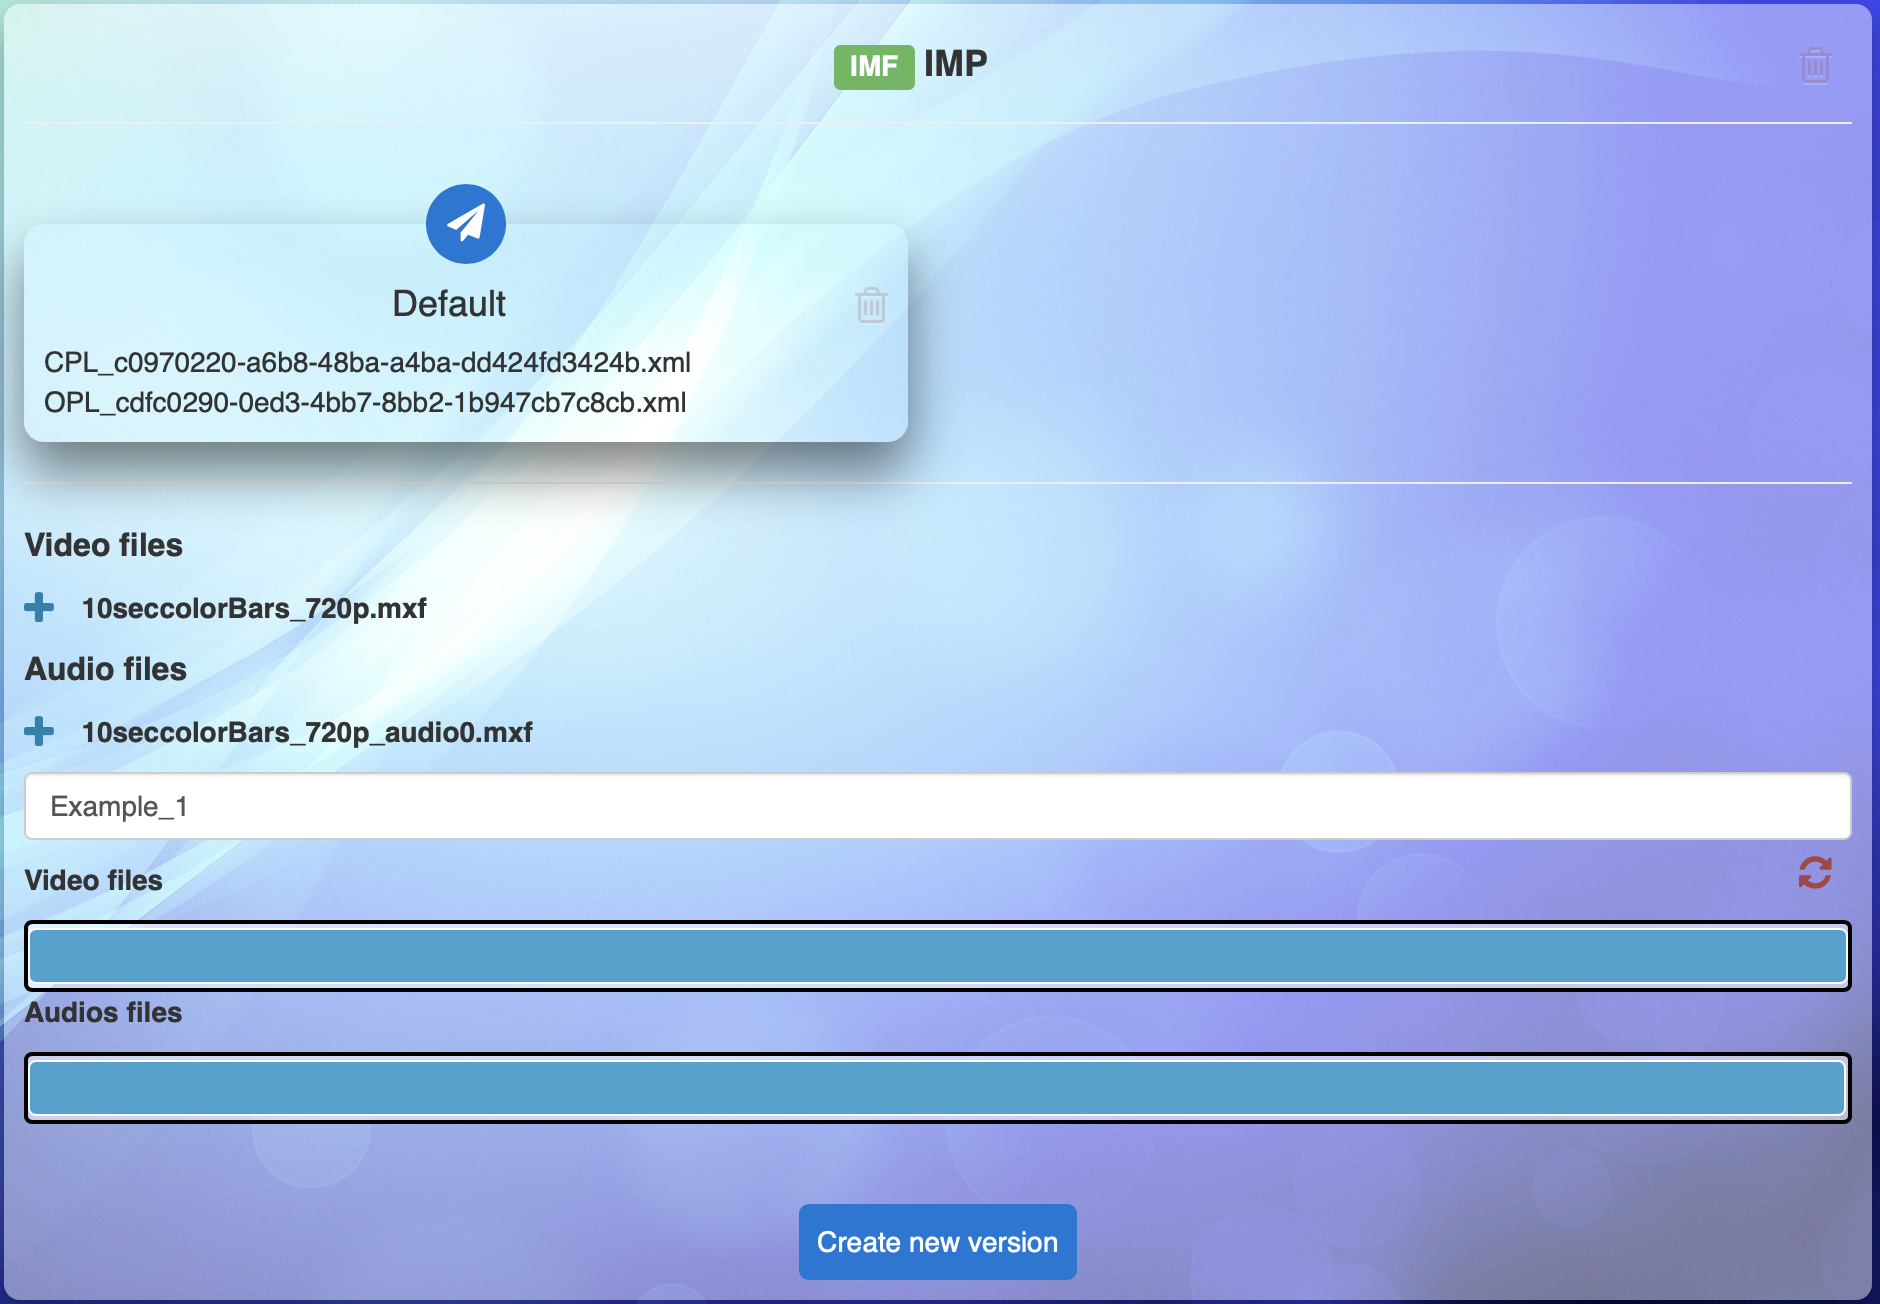 IMF IMP
Default
CPL_c0970220-a6b8-48ba-a4ba-dd424fd3424b.xml
OPL_cdfc0290-0ed3-4bb7-8bb2-1b947cb7c8cb.xml
Video files
10seccolorBars_720p.mxf
Audio files
10seccolorBars_720p_audio0.mxf
Example_1
Video files
Audios files
Create new version